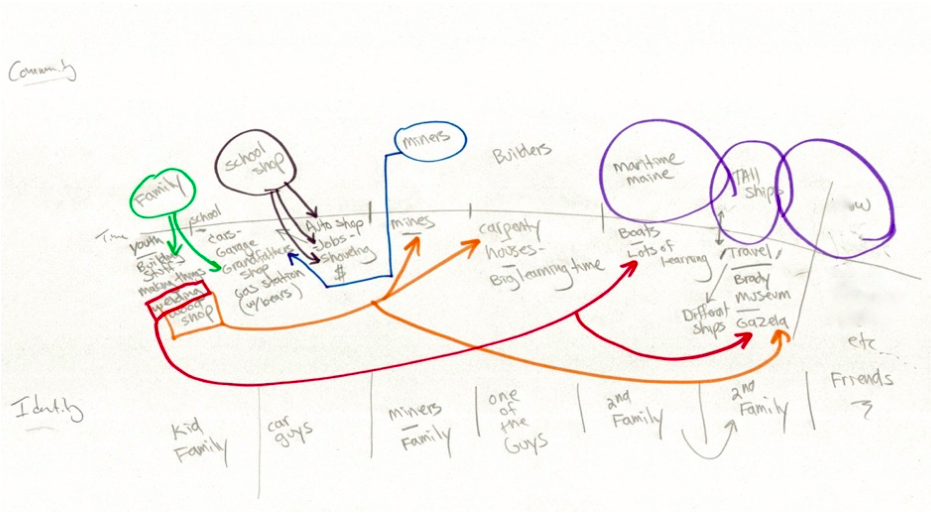 Community
Family
school
shop
miners
Builders
maritime
maine
TAll
ships
Time
youth
Building
stuff
making things
welding
wood
shop
school
cars-
Garage
Grandfathers
shop
Gas station
(w/bears)
Auto shop
Jobs-
shoveling
$
mines
carpenty
houses-
Big learning time
Boats
Lots of
learning
Travel
Brady
museum
Gazela
Different
ships
etc
Identity
Kid
Family
car
guys
miners
Family
one
of
the
Guys
2nd
Family
2nd
Family
Friends
?